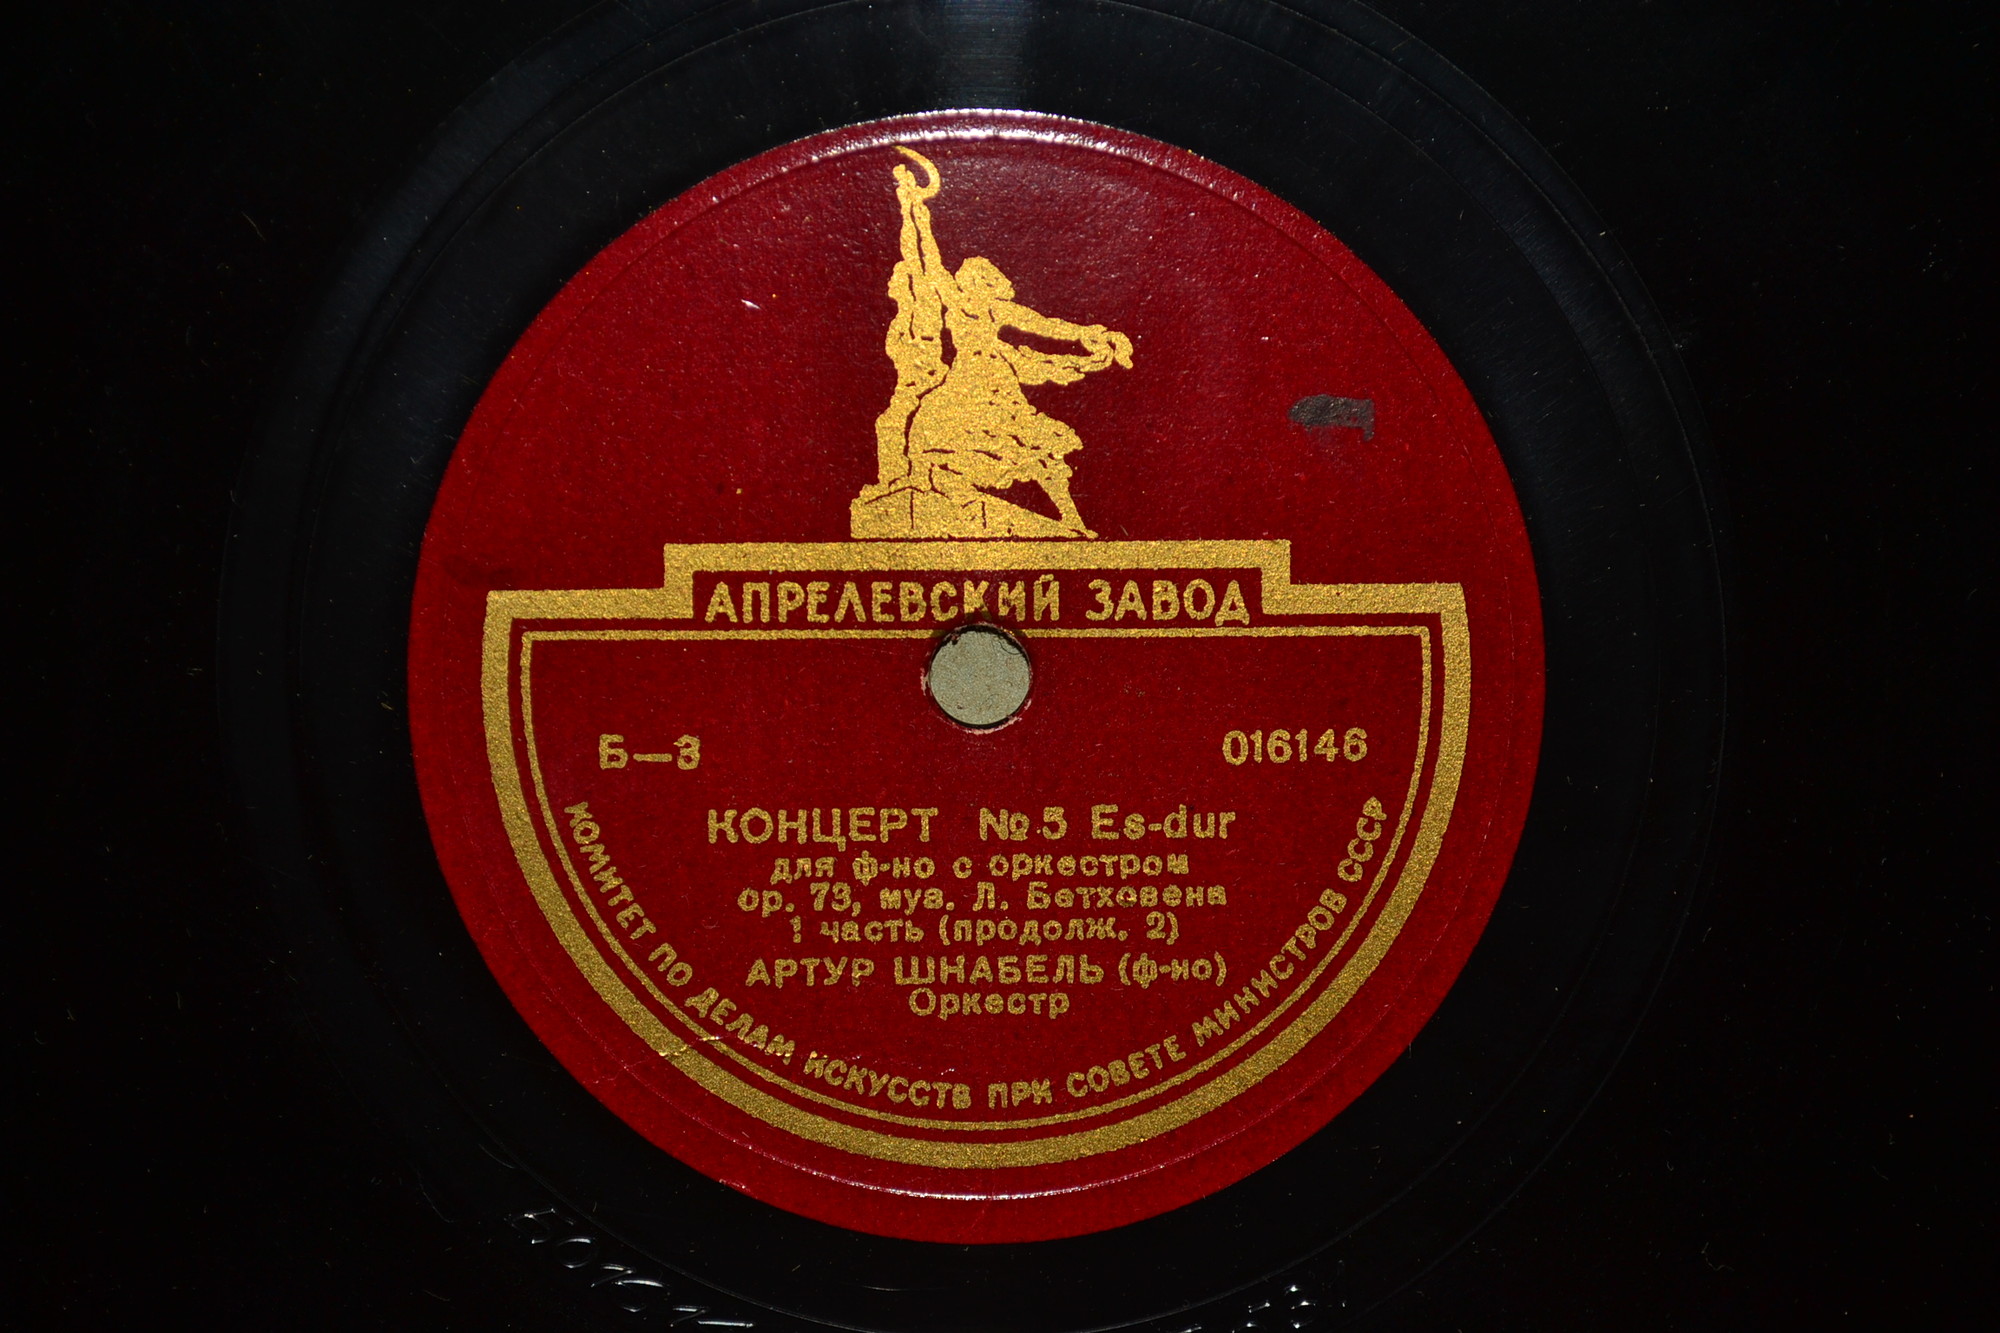 АПРЕЛЕВСКИЙ ЗАВОД
Б—3
016146
КОНЦЕРТ №5 Es-dur
для ф-но с оркестром
ор. 73, муз. Л. Бетховена
1 часть (продолж. 2)
АРТУР ШНАБЕЛЬ (ф-но)
Оркестр
КОМИТЕТ ПО ДЕЛАМ ИСКУССТВ ПРИ СОВЕТЕ МИНИСТРОВ СССР